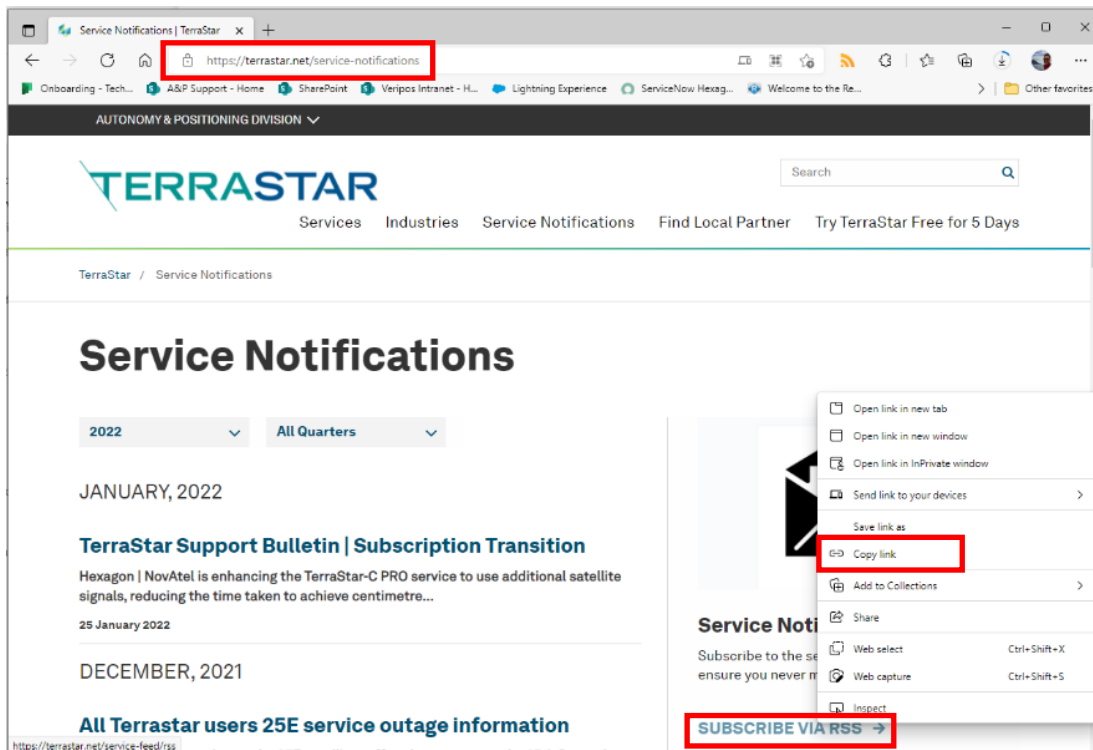 Service Notifications | TerraStar
https://terrastar.net/service-notifications
Onboarding - Tech...
A&P Support - Home
SharePoint
Veripos Intranet - H...
Lightning Experience
ServiceNow Hexag...
Welcome to the Re...
Other favorites
AUTONOMY & POSITIONING DIVISION
TERRASTAR
Search
Services
Industries
Service Notifications
Find Local Partner
Try TerraStar Free for 5 Days
TerraStar / Service Notifications
Service Notifications
2022
All Quarters
JANUARY, 2022
TerraStar Support Bulletin | Subscription Transition
Hexagon | NovAtel is enhancing the TerraStar-C PRO service to use additional satellite
signals, reducing the time taken to achieve centimetre...
25 January 2022
DECEMBER, 2021
All Terrastar users 25E service outage information
https://terrastar.net/service-feed/rss
Open link in new tab
Open link in new window
Open link in InPrivate window
Send link to your devices
Save link as
Copy link
Add to Collections
Share
Web select Ctrl+Shift+X
Web capture Ctrl+Shift+S
Inspect
Service Noti
Subscribe to the se
ensure you never m
SUBSCRIBE VIA RSS →